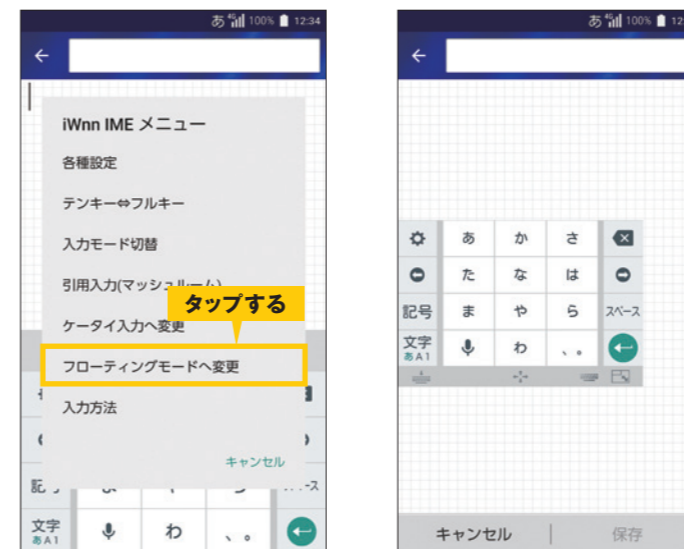 あ 4G 100% 12:34
iWnn IME メニュー
各種設定
テンキー⇔フルキー
入力モード切替
引用入力(マッシュルーム)
タップする
ケータイ入力へ変更
フローティングモードへ変更
入力方法
キャンセル
記号
文字 わ 、。
あA1
あ 4G 100%
あ か さ
た な は
記号 ま や ら スペース
文字 わ 、。
あA1
キャンセル 保存